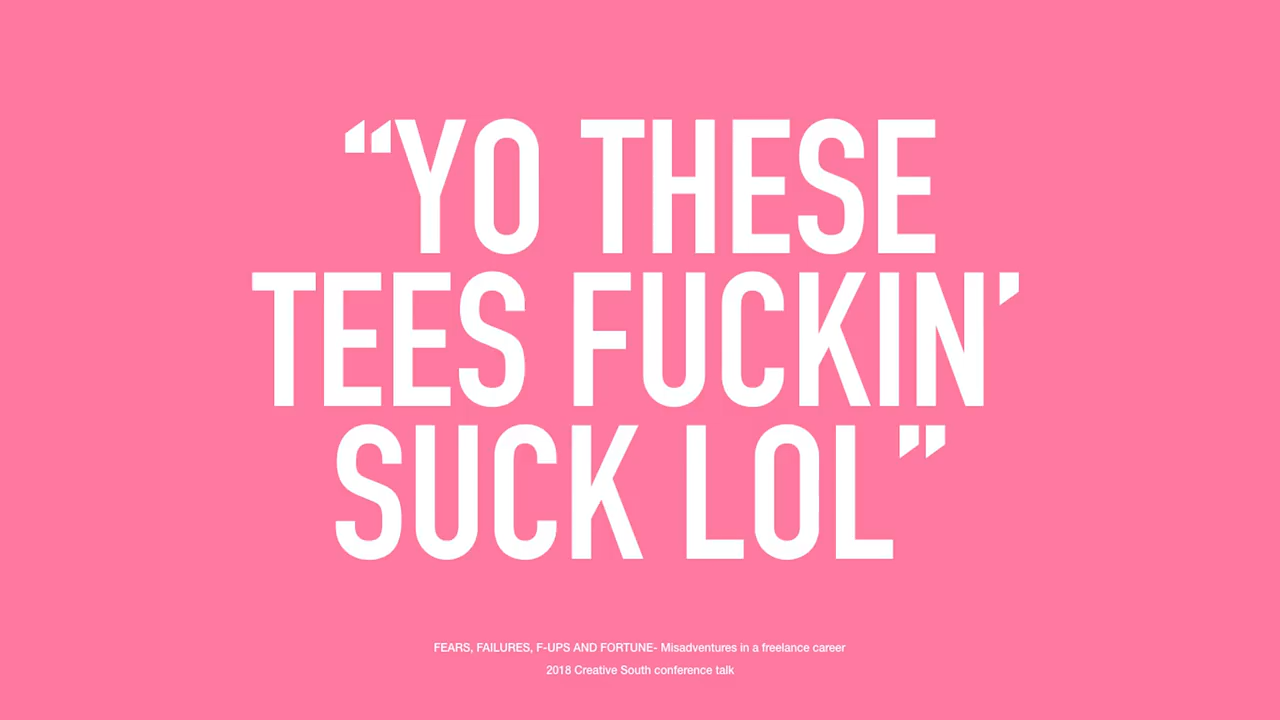 “YO THESE
TEES FUCKIN’
SUCK LOL”
FEARS, FAILURES, F-UPS AND FORTUNE- Misadventures in a freelance career
2018 Creative South conference talk